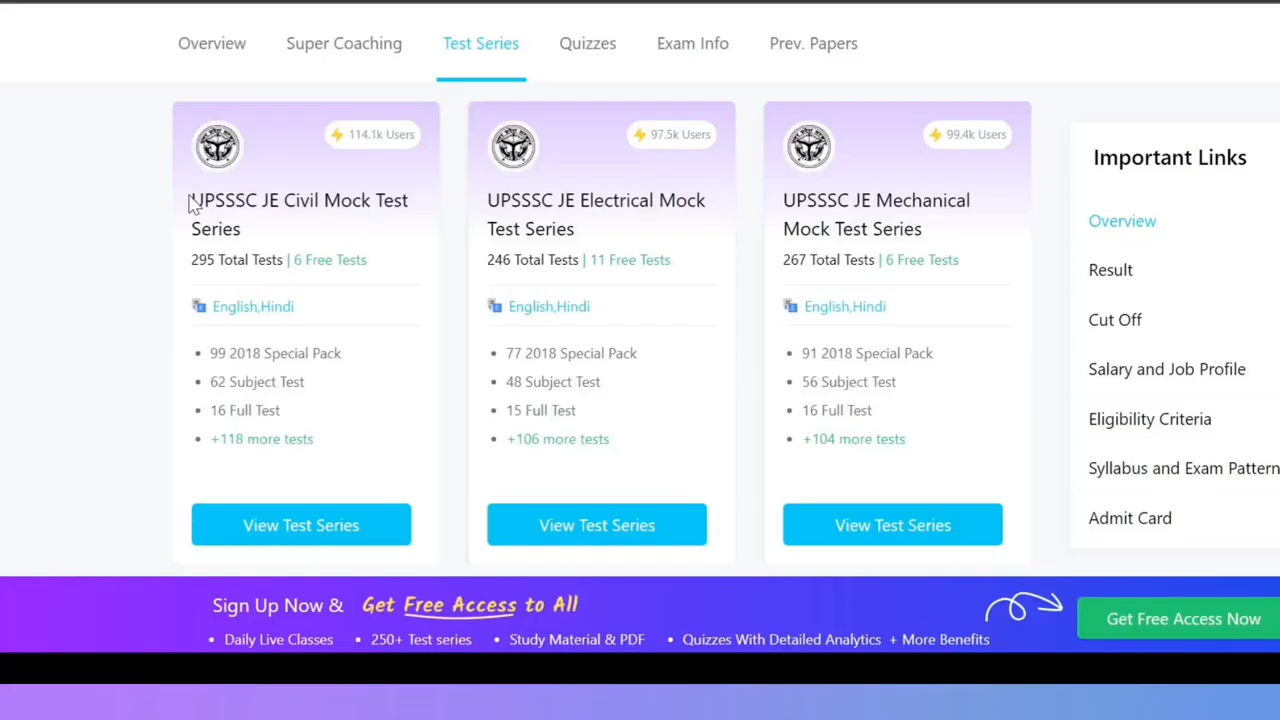 Overview Super Coaching Test Series Quizzes Exam Info Prev. Papers
114.1k Users
UPSSSC JE Civil Mock Test
Series
295 Total Tests | 6 Free Tests
English,Hindi
99 2018 Special Pack
62 Subject Test
16 Full Test
+118 more tests
View Test Series
97.5k Users
UPSSSC JE Electrical Mock
Test Series
246 Total Tests | 11 Free Tests
English,Hindi
77 2018 Special Pack
48 Subject Test
15 Full Test
+106 more tests
View Test Series
99.4k Users
UPSSSC JE Mechanical
Mock Test Series
267 Total Tests | 6 Free Tests
English,Hindi
91 2018 Special Pack
56 Subject Test
16 Full Test
+104 more tests
View Test Series
Important Links
Overview
Result
Cut Off
Salary and Job Profile
Eligibility Criteria
Syllabus and Exam Pattern
Admit Card
Sign Up Now & Get Free Access to All
• Daily Live Classes • 250+ Test series • Study Material & PDF • Quizzes With Detailed Analytics + More Benefits
Get Free Access Now